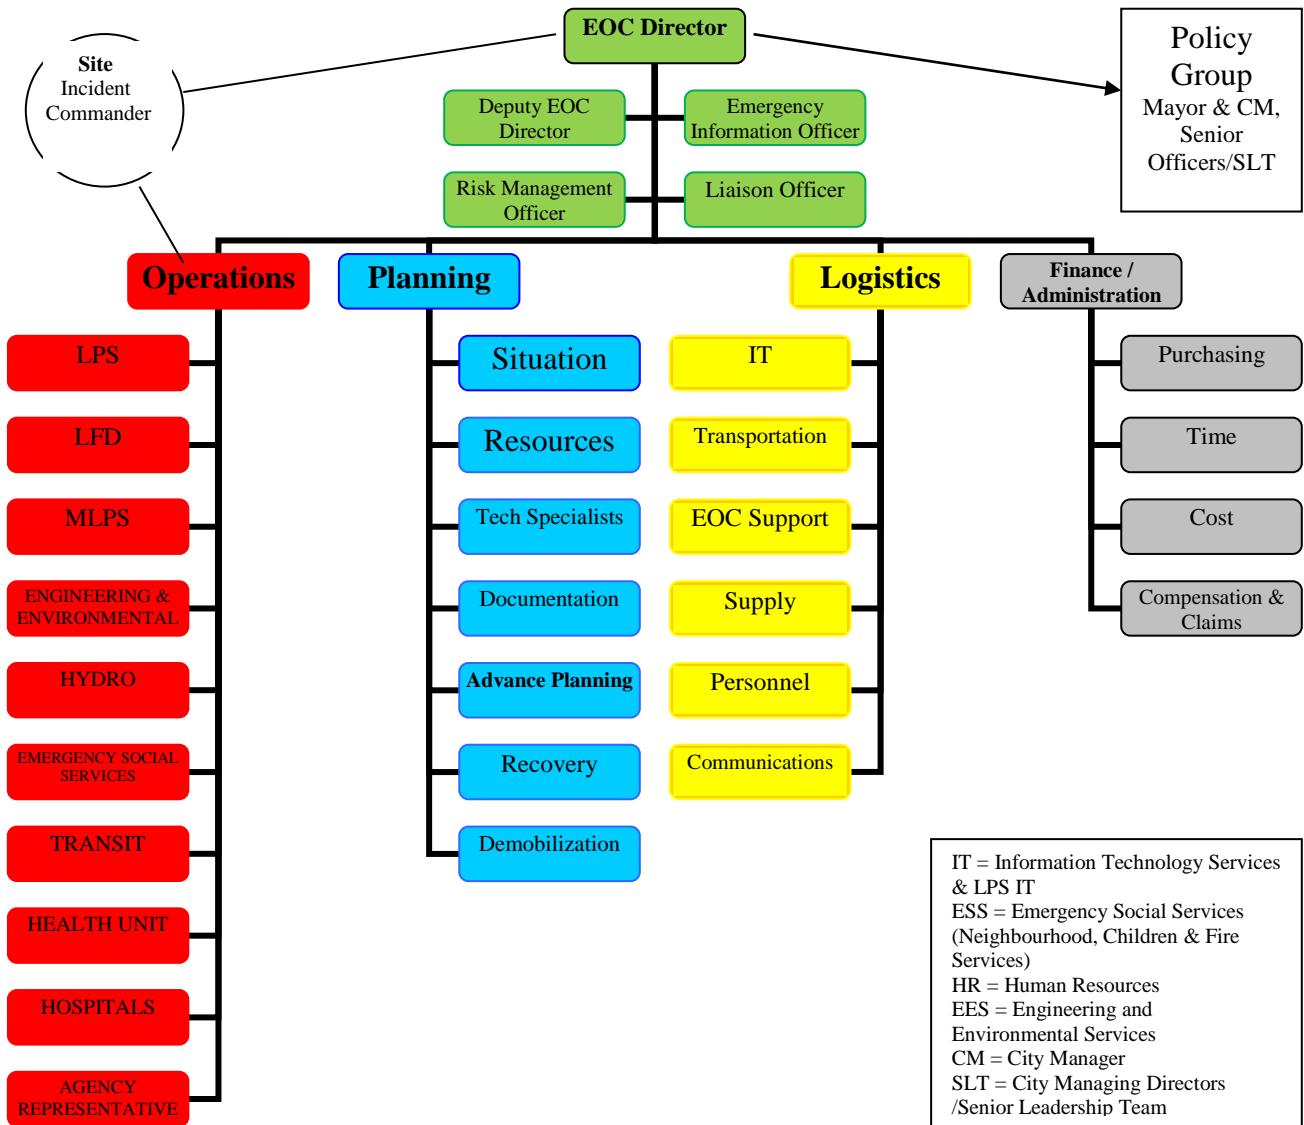 EOC Director
Site
Incident
Commander
Policy
Group
Mayor & CM,
Senior
Officers/SLT
Deputy EOC
Director
Emergency
Information Officer
Risk Management
Officer
Liaison Officer
Operations
Planning
Logistics
Finance /
Administration
LPS
LFD
MLPS
ENGINEERING &
ENVIRONMENTAL
HYDRO
EMERGENCY SOCIAL
SERVICES
TRANSIT
HEALTH UNIT
HOSPITALS
AGENCY
REPRESENTATIVE
Situation
Resources
Tech Specialists
Documentation
Advance Planning
Recovery
Demobilization
IT
Transportation
EOC Support
Supply
Personnel
Communications
Purchasing
Time
Cost
Compensation &
Claims
IT = Information Technology Services
& LPS IT
ESS = Emergency Social Services
(Neighbourhood, Children & Fire
Services)
HR = Human Resources
EES = Engineering and
Environmental Services
CM = City Manager
SLT = City Managing Directors
/Senior Leadership Team